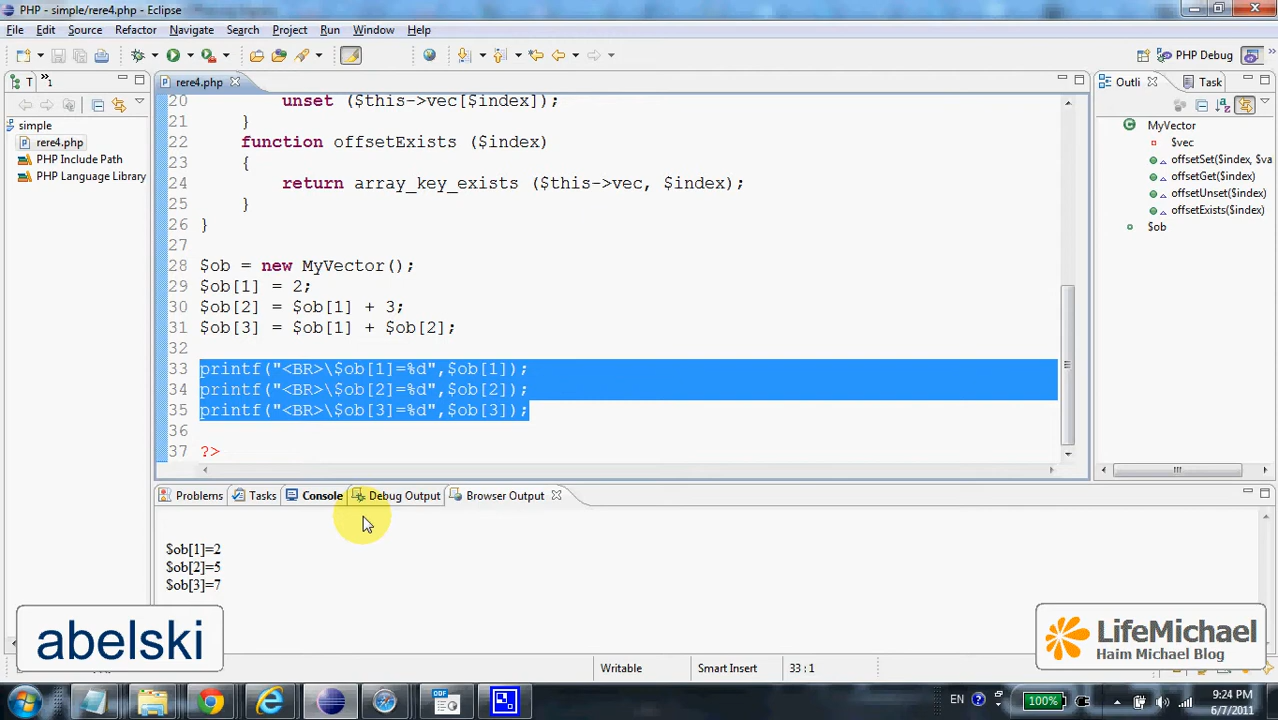 PHP - simple/rere4.php - Eclipse
File Edit Source Refactor Navigate Search Project Run Window Help
PHP Debug
T
rere4.php
Outli
Task
simple
rere4.php
PHP Include Path
PHP Language Library
20 unset ($this->vec[$index]);
21 }
22 function offsetExists ($index)
23 {
24 return array_key_exists ($this->vec, $index);
25 }
26 }
27
28 $ob = new MyVector();
29 $ob[1] = 2;
30 $ob[2] = $ob[1] + 3;
31 $ob[3] = $ob[1] + $ob[2];
32
33 printf("<BR>\$ob[1]=%d",$ob[1]);
34 printf("<BR>\$ob[2]=%d",$ob[2]);
35 printf("<BR>\$ob[3]=%d",$ob[3]);
36
37 ?>
MyVector
$vec
offsetSet($index, $va
offsetGet($index)
offsetUnset($index)
offsetExists($index)
$ob
Problems Tasks Console Debug Output Browser Output
$ob[1]=2
$ob[2]=5
$ob[3]=7
abelski
LifeMichael
Haim Michael Blog
Writable Smart Insert 33 : 1
ODF
EN
100%
9:24 PM
6/7/2011